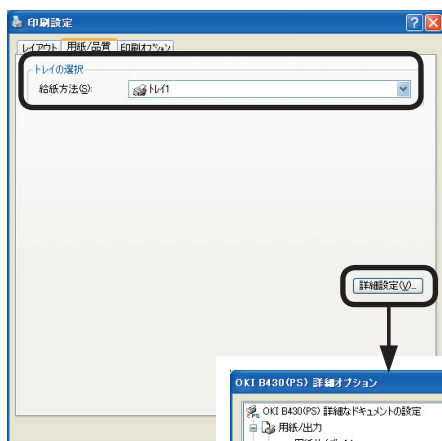 印刷設定
レイアウト 用紙/品質 印刷オプション
トレイの選択
給紙方法(S): トレイ1
詳細設定(V)...
OKI B430(PS) 詳細オプション
OKI B430(PS) 詳細なドキュメントの設定
用紙/出力